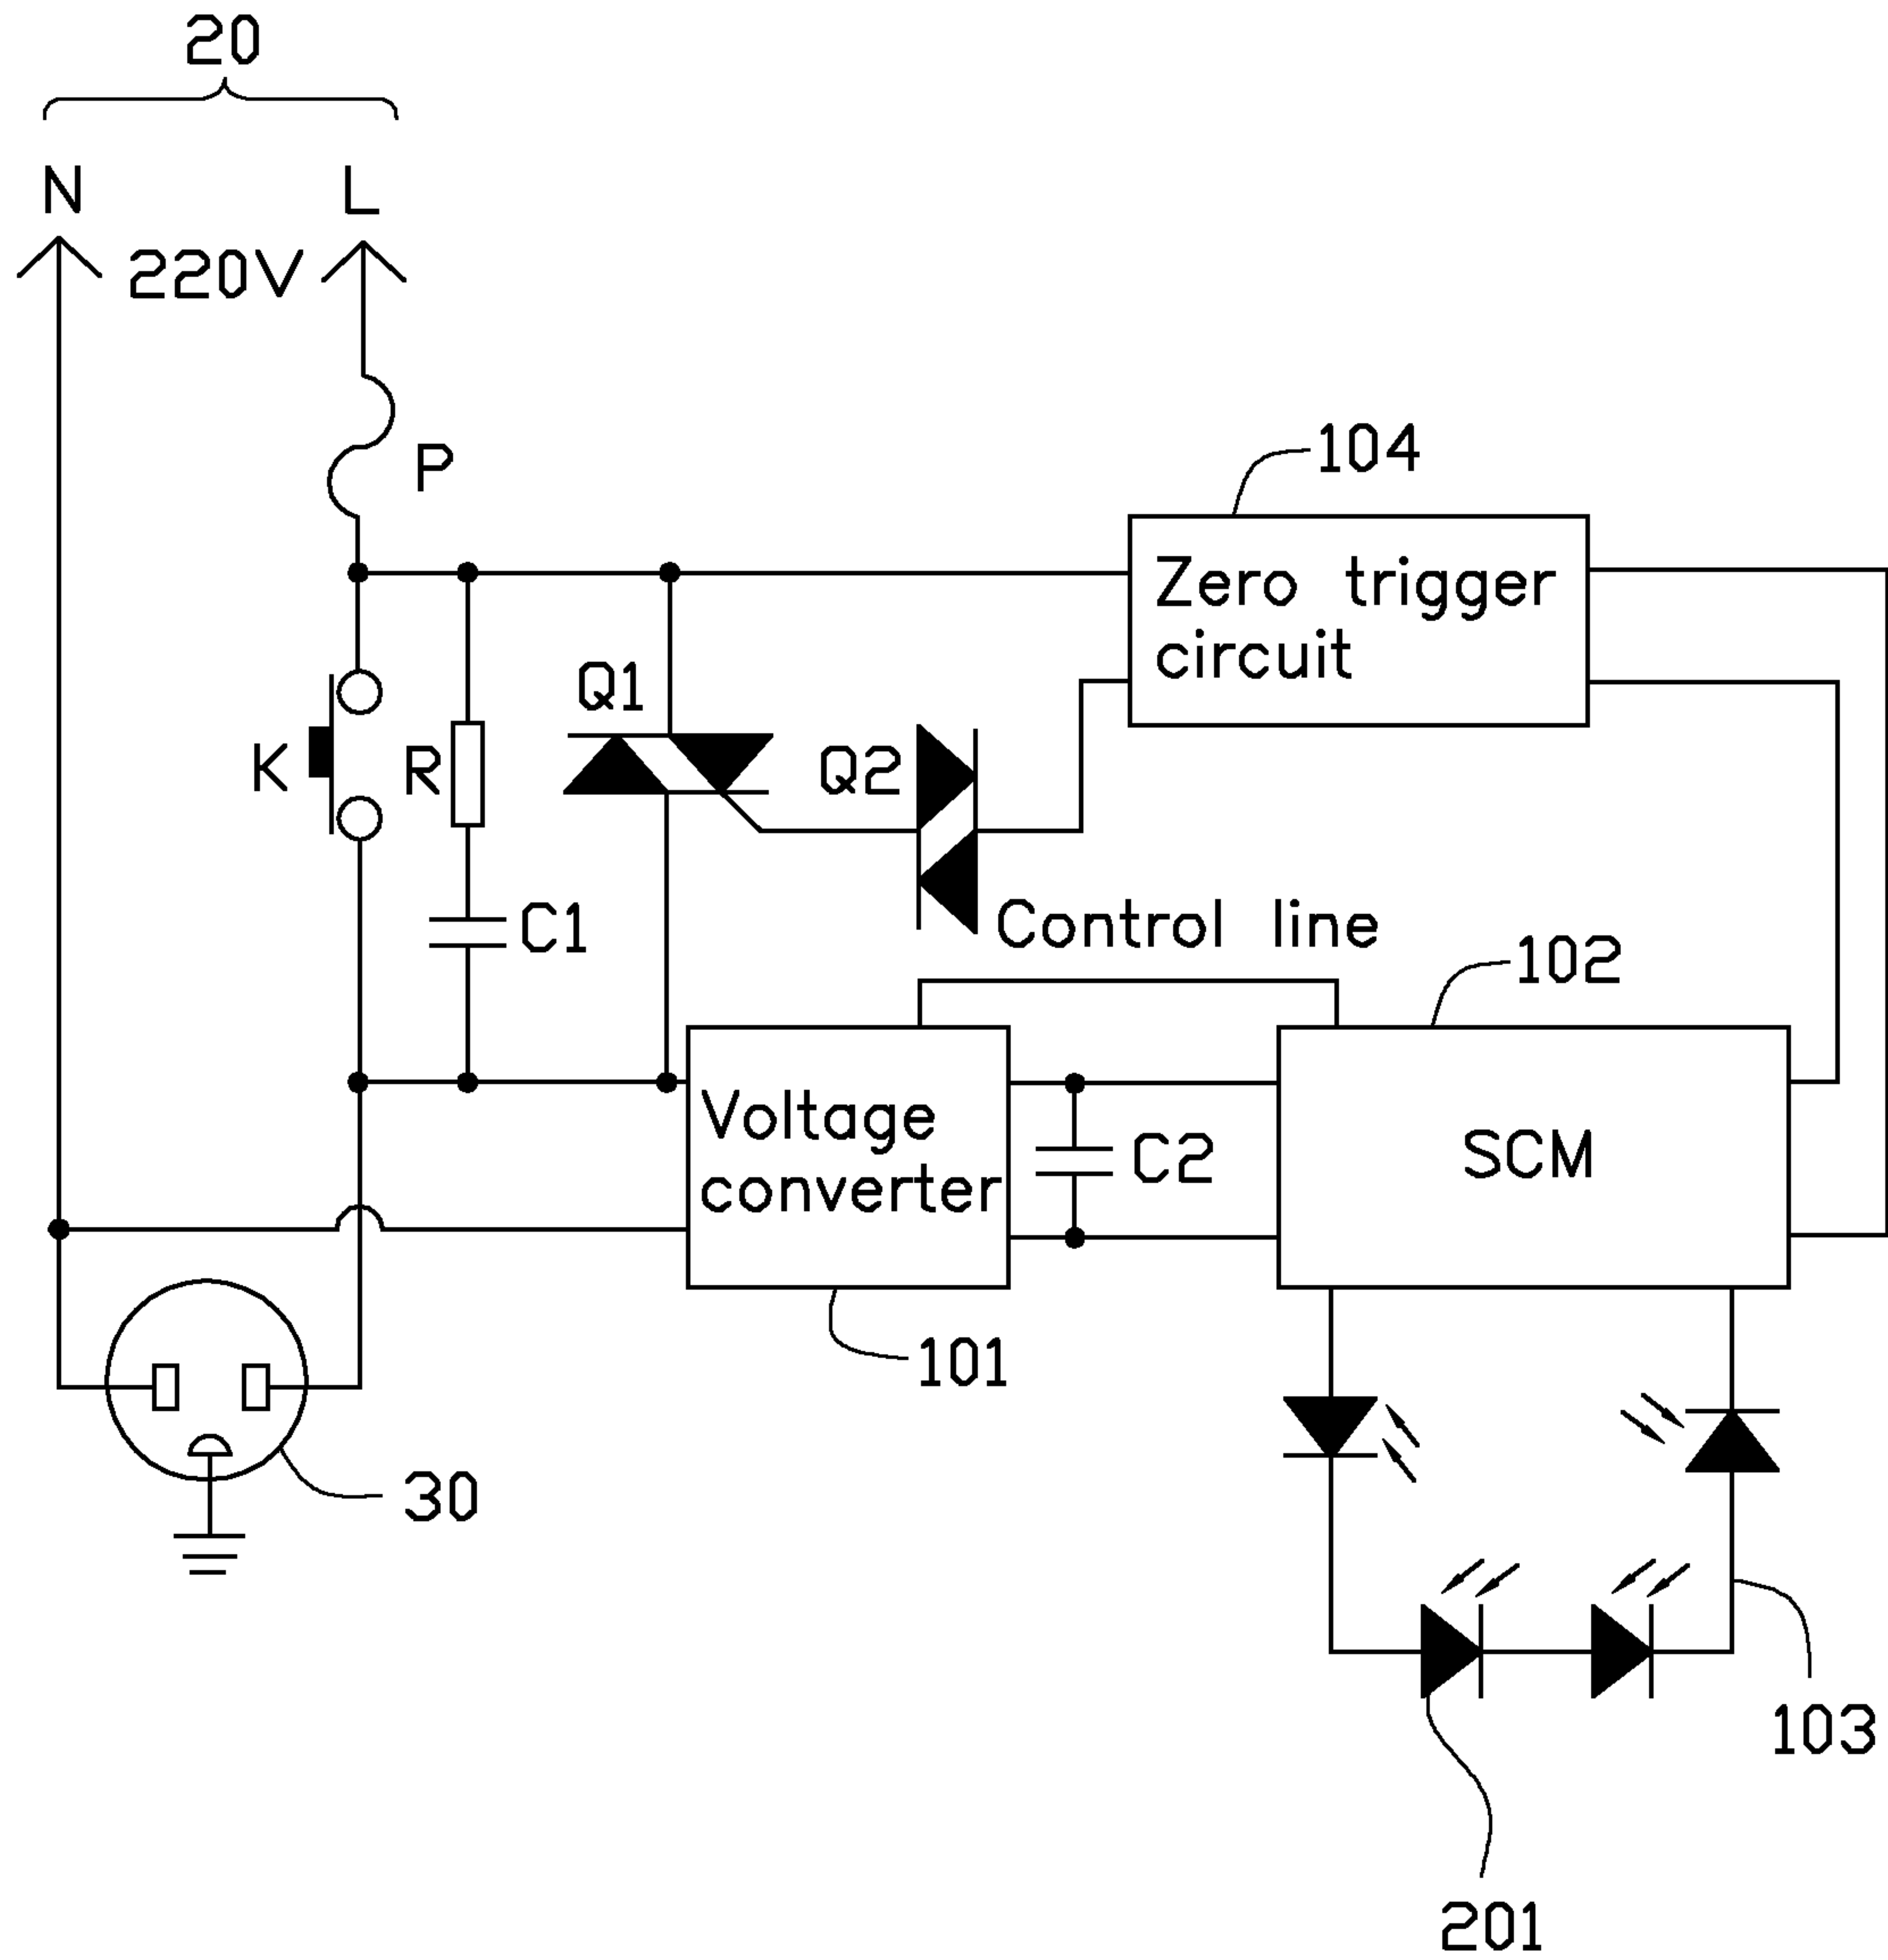 20
N
L
220V
P
104
Zero trigger
circuit
Q1
K
R
Q2
C1
Control line
102
Voltage
converter
C2
SCM
101
30
103
201